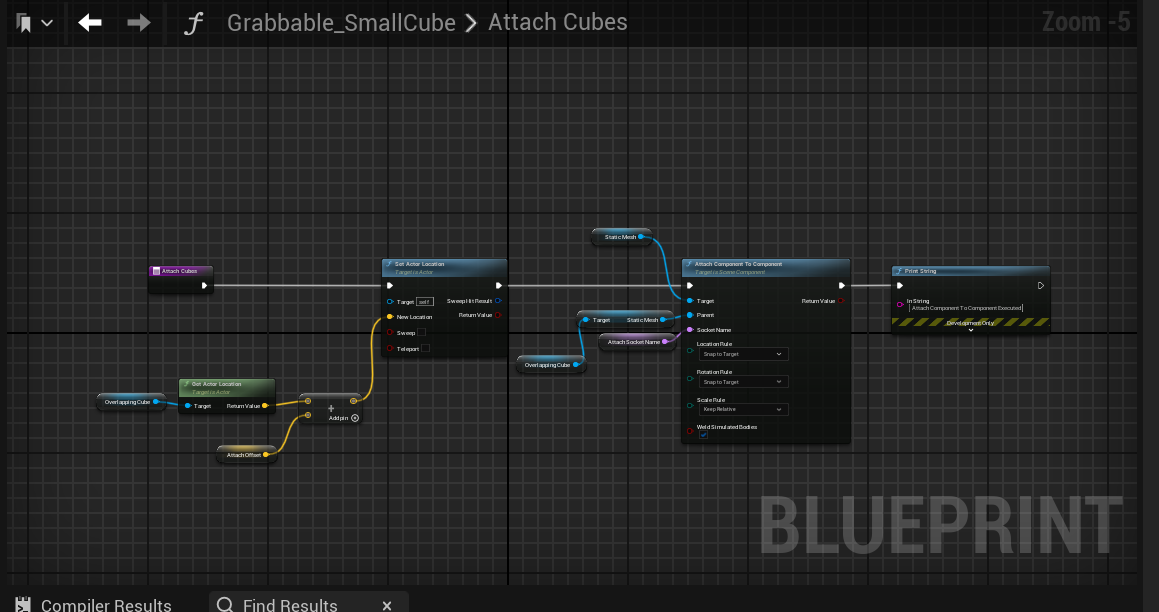 Grabbable_SmallCube > Attach Cubes
Zoom -5
Static Mesh
Attach Cubes
Set Actor Location
Target is Actor
Target self
New Location
Sweep
Teleport
Sweep Hit Result
Return Value
Attach Component To Component
Target is Scene Component
Target
Parent
Socket Name
Location Rule
Snap to Target
Rotation Rule
Snap to Target
Scale Rule
Keep Relative
Weld Simulated Bodies
Return Value
Print String
In String
Attach Component To Component Executed
Development Only
Target Static Mesh
Attach Socket Name
Overlapping Cube
Overlapping Cube
Get Actor Location
Target is Actor
Target Return Value
Add pin
Attach Offset
BLUEPRINT
Compiler Results
Find Results